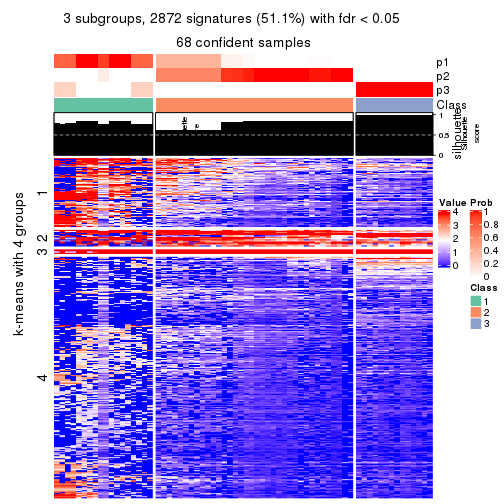 3 subgroups, 2872 signatures (51.1%) with fdr < 0.05
68 confident samples
p1
p2
p3
Class
1
0.5
0
silhouette
Silhouette
score
k-means with 4 groups
1
2
3
4
Value
4
3
2
1
0
Prob
1
0.8
0.6
0.4
0.2
0
Class
1
2
3